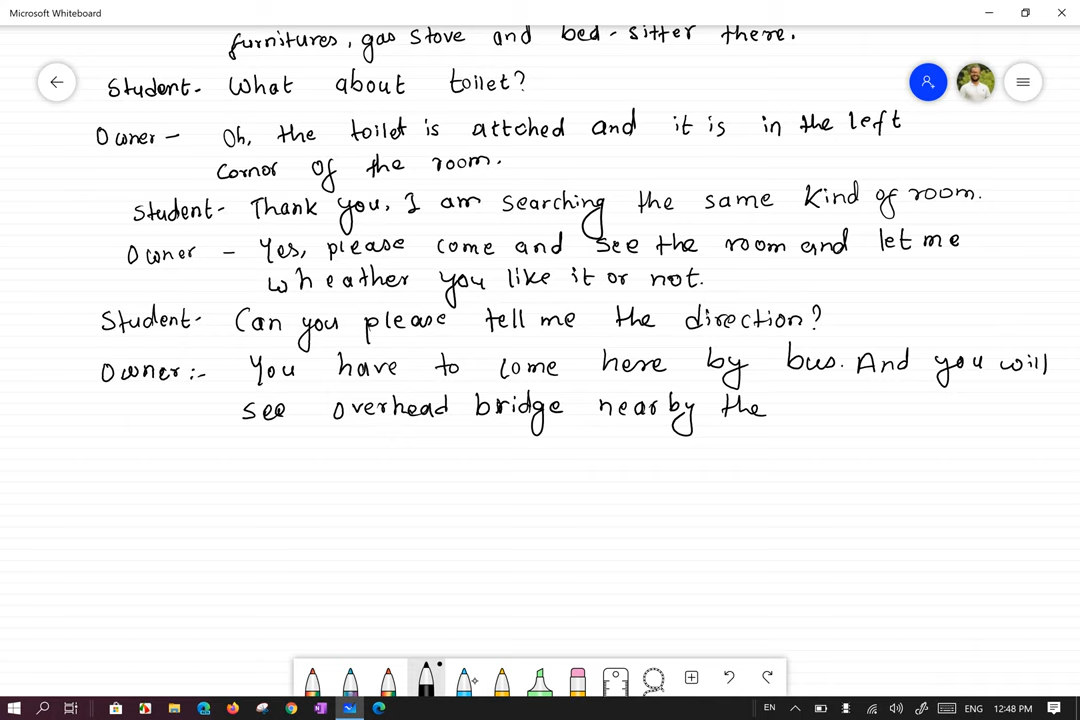 Microsoft Whiteboard
furnitures, gas stove and bed-sitter there.
Student- What about toilet?
Owner - Oh, the toilet is attched and it is in the left
cornor of the room.
Student- Thank you, I am searching the same kind of room.
Owner - Yes, please come and see the room and let me
wheather you like it or not.
Student- Can you please tell me the direction?
Owner:- You have to come here by bus. And you will
see overhead bridge nearby the
EN ENG 12:48 PM